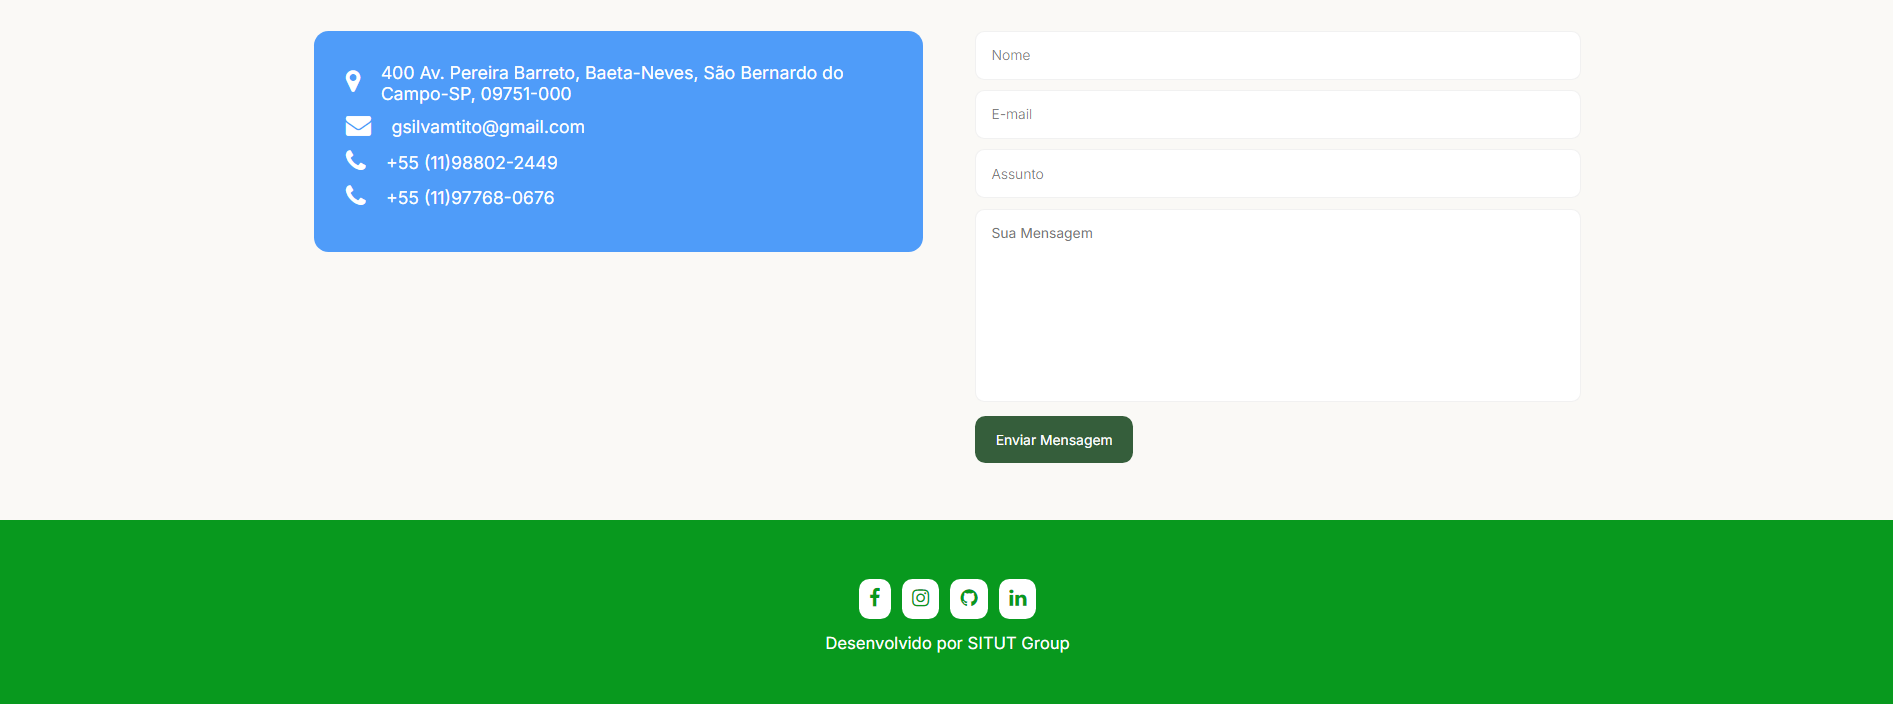 400 Av. Pereira Barreto, Baeta-Neves, São Bernardo do
Campo-SP, 09751-000
gsilvamtito@gmail.com
+55 (11)98802-2449
+55 (11)97768-0676
Nome
E-mail
Assunto
Sua Mensagem
Enviar Mensagem
Desenvolvido por SITUT Group